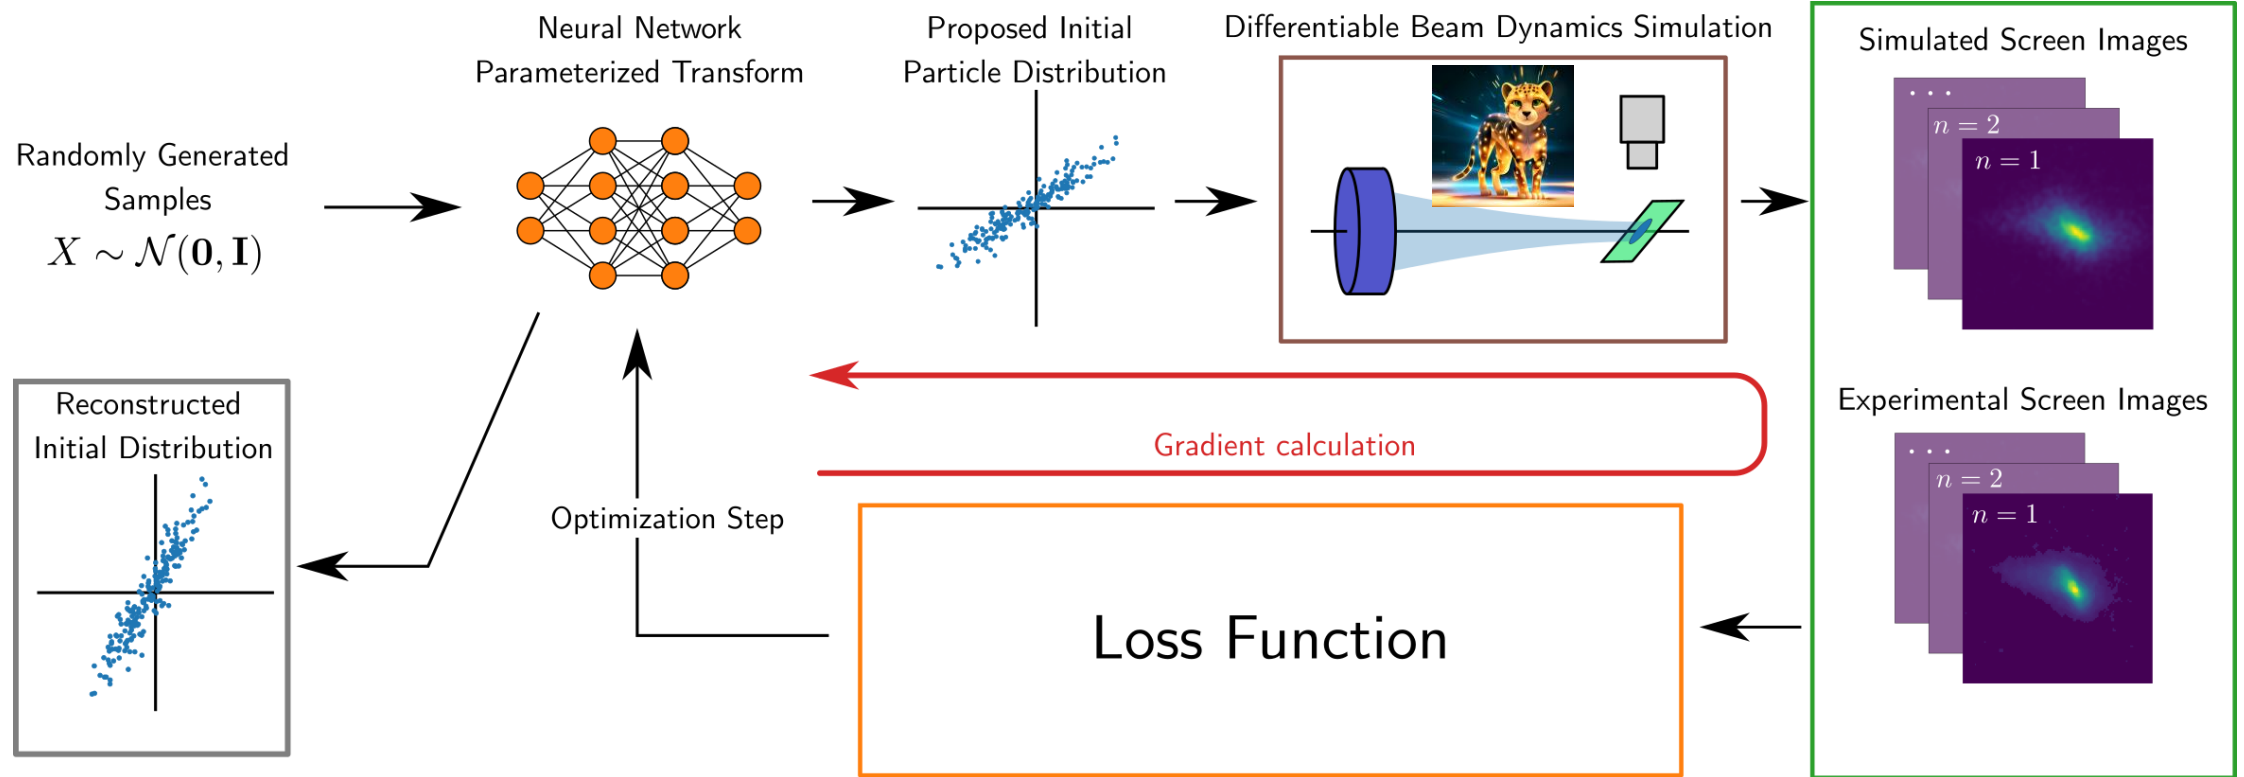 Randomly Generated
Samples
X ∼ 𝒩(𝟎, 𝐈)
Neural Network
Parameterized Transform
Proposed Initial
Particle Distribution
Differentiable Beam Dynamics Simulation
Simulated Screen Images
. . .
n = 2
n = 1
Experimental Screen Images
. . .
n = 2
n = 1
Gradient calculation
Loss Function
Optimization Step
Reconstructed
Initial Distribution